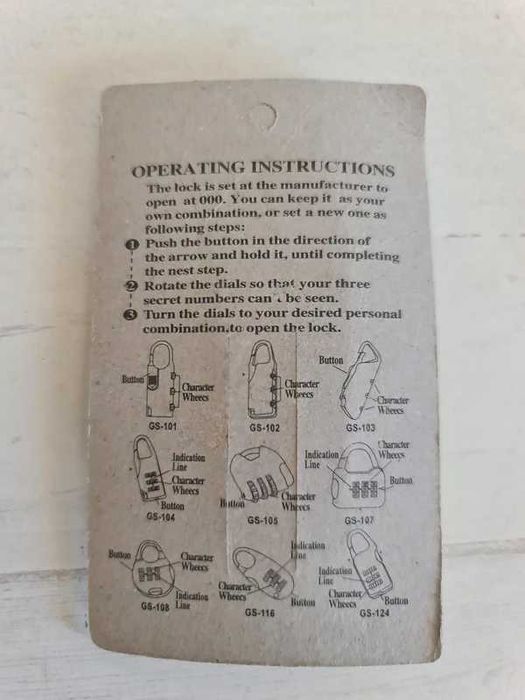 OPERATING INSTRUCTIONS
The lock is set at the manufacturer to
open at 000. You can keep it as your
own combination, or set a new one as
following steps:
1 Push the button in the direction of
the arrow and hold it, until completing
the nest step.
2 Rotate the dials so that your three
secret numbers can't be seen.
3 Turn the dials to your desired personal
combination,to open the lock.
Button
Character
Wheecs
GS-101
Character
Wheecs
GS-102
Button
Character
Wheecs
GS-103
Indication
Line
Character
Wheecs
Button
GS-104
Button
Character
Wheecs
GS-105
Indication
Line
Character
Wheecs
Button
GS-107
Button
Character
Wheecs
Indication
Line
GS-108
Indication
Line
Character
Wheecs
Button
GS-116
Indication
Line
Character
Wheecs
Button
GS-124